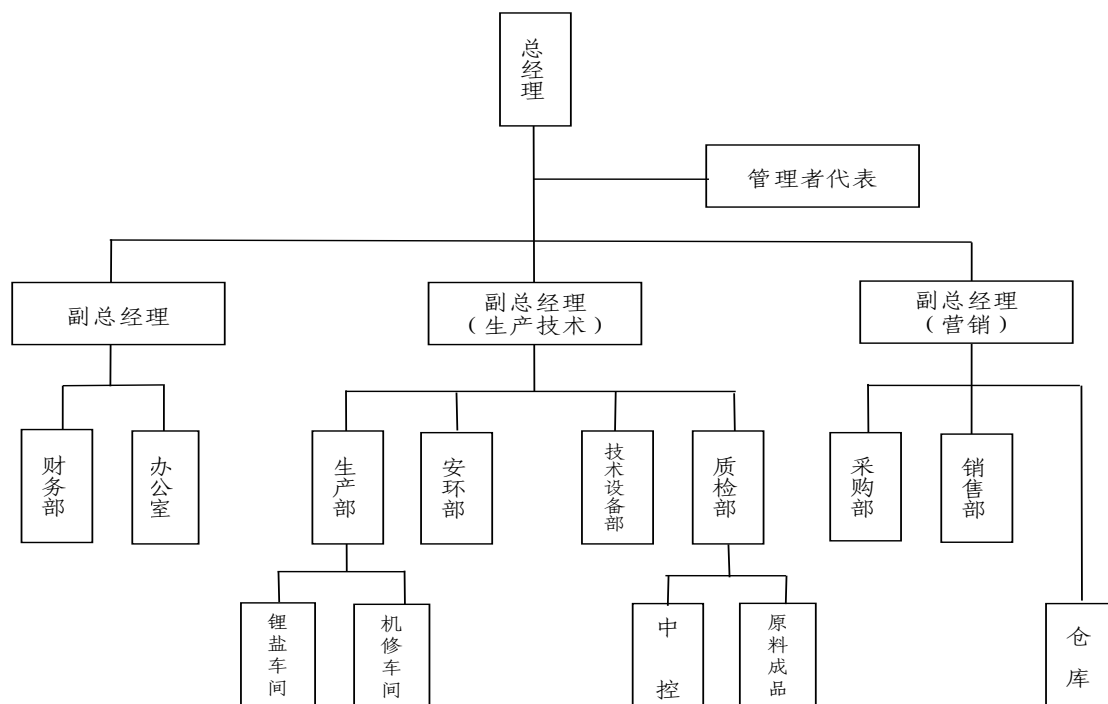 总经理
管理者代表
副总经理
副总经理
（生产技术）
副总经理
（营销）
财务部
办公室
生产部
安环部
技术设备部
质检部
采购部
销售部
锂盐车间
机修车间
中控
原料成品
仓库